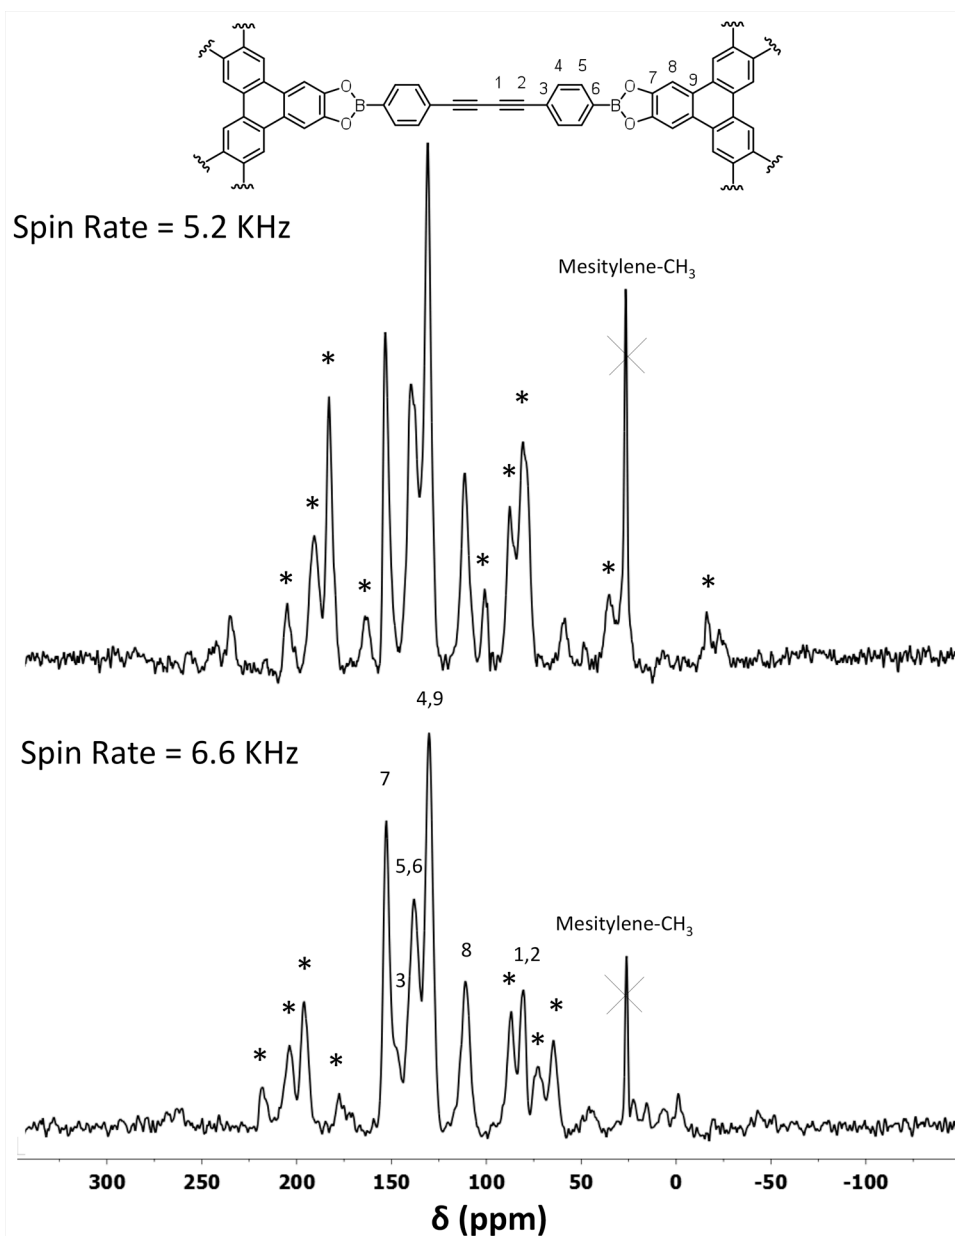 1 2 3 4 5 6 7 8 9
O B O
O B O
Spin Rate = 5.2 KHz
Mesitylene-CH₃
* * * * * * * * *
4,9
Spin Rate = 6.6 KHz
7
5,6
Mesitylene-CH₃
3 8 1,2
* * * * * * *
300 250 200 150 100 50 0 -50 -100
δ (ppm)